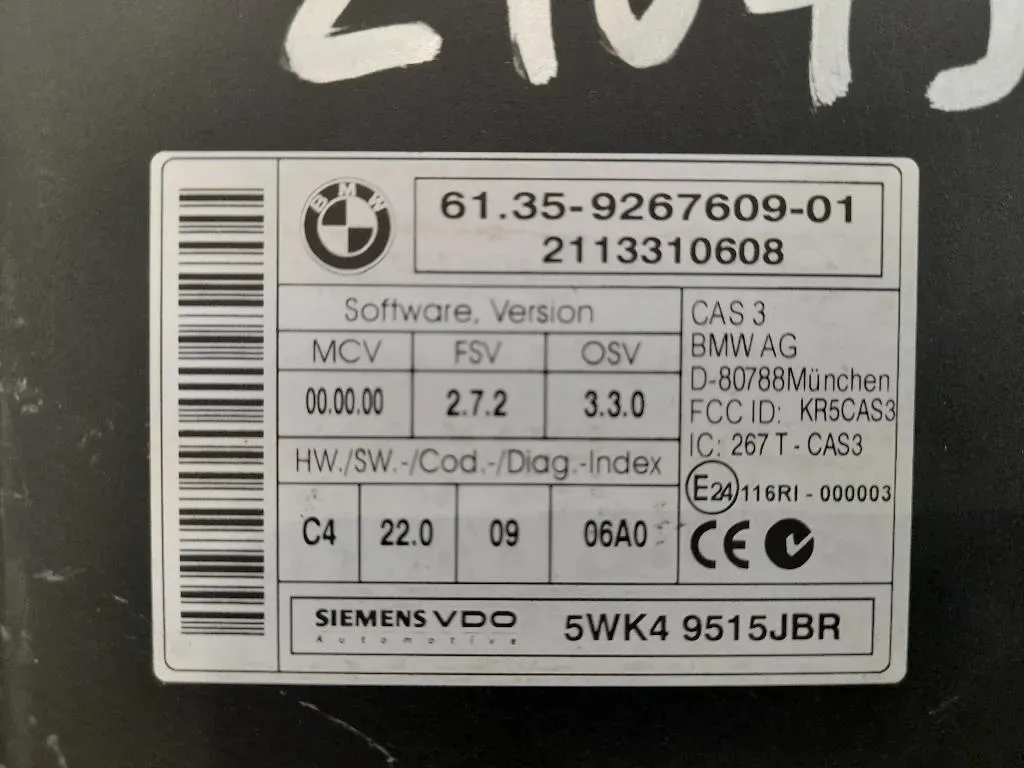 BMW
61.35-9267609-01
2113310608
Software, Version
MCV FSV OSV
00.00.00 2.7.2 3.3.0
HW./SW.-/Cod.-/Diag.-Index
C4 22.0 09 06A0
CAS 3
BMW AG
D-80788München
FCC ID: KR5CAS3
IC: 267 T - CAS3
E24 116RI - 000003
CE
SIEMENS VDO
Automotive
5WK4 9515JBR